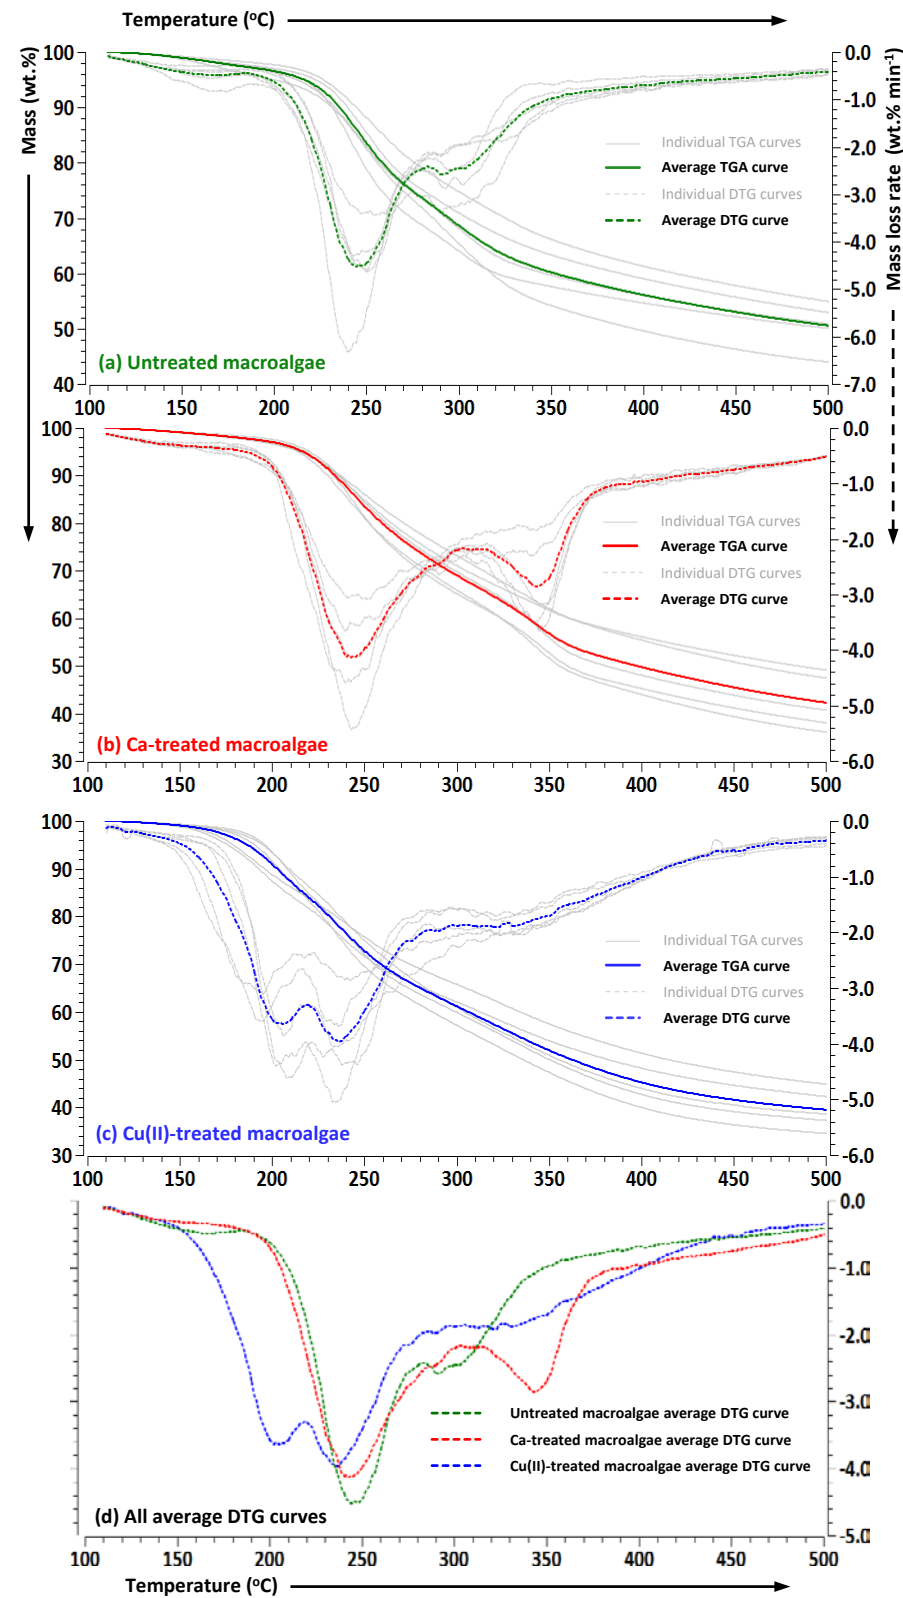 Temperature (ºC)
Mass (wt.%)
Mass loss rate (wt.% min-1)
100
90
80
70
60
50
40
0.0
-1.0
-2.0
-3.0
-4.0
-5.0
-6.0
-7.0
Individual TGA curves
Average TGA curve
Individual DTG curves
Average DTG curve
(a) Untreated macroalgae
100 150 200 250 300 350 400 450 500
100
90
80
70
60
50
40
30
0.0
-1.0
-2.0
-3.0
-4.0
-5.0
-6.0
Individual TGA curves
Average TGA curve
Individual DTG curves
Average DTG curve
(b) Ca-treated macroalgae
100 150 200 250 300 350 400 450 500
100
90
80
70
60
50
40
30
0.0
-1.0
-2.0
-3.0
-4.0
-5.0
-6.0
Individual TGA curves
Average TGA curve
Individual DTG curves
Average DTG curve
(c) Cu(II)-treated macroalgae
100 150 200 250 300 350 400 450 500
0.0
-1.0
-2.0
-3.0
-4.0
-5.0
Untreated macroalgae average DTG curve
Ca-treated macroalgae average DTG curve
Cu(II)-treated macroalgae average DTG curve
(d) All average DTG curves
100 150 200 250 300 350 400 450 500
Temperature (ºC)